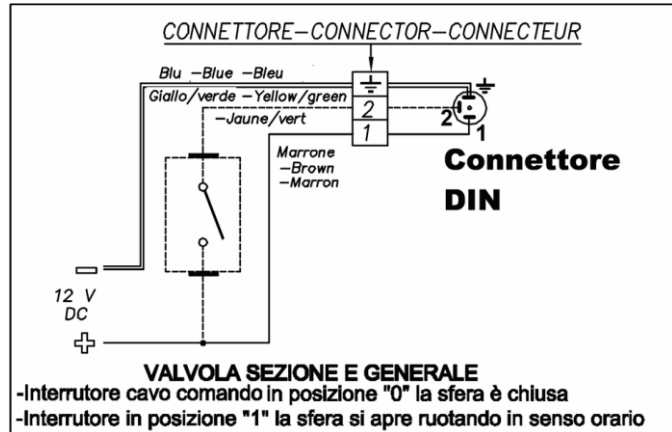 CONNETTORE-CONNECTOR-CONNECTEUR
Blu -Blue -Bleu
Giallo/verde -Yellow/green
-Jaune/vert
2
1
2
1
Marrone
-Brown
-Marron
Connettore
DIN
12 V
DC
VALVOLA SEZIONE E GENERALE
-Interrutore cavo comando in posizione "0" la sfera è chiusa
-Interrutore in posizione "1" la sfera si apre ruotando in senso orario